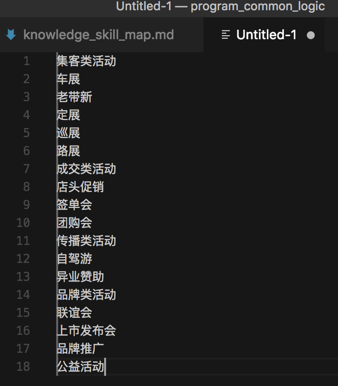 Untitled-1 — program_common_logic
knowledge_skill_map.md
Untitled-1
1 集客类活动
2 车展
3 老带新
4 定展
5 巡展
6 路展
7 成交类活动
8 店头促销
9 签单会
10 团购会
11 传播类活动
12 自驾游
13 异业赞助
14 品牌类活动
15 联谊会
16 上市发布会
17 品牌推广
18 公益活动